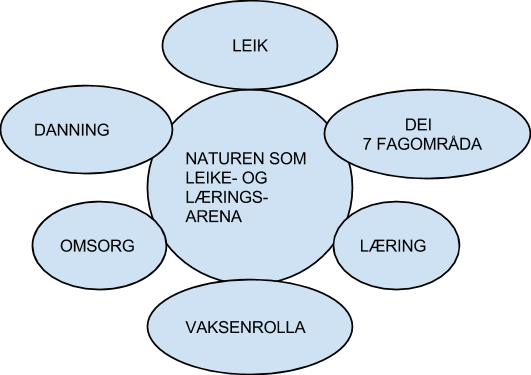 LEIK
DANNING
DEI
7 FAGOMRÅDA
NATUREN SOM
LEIKE- OG
LÆRINGS-
ARENA
OMSORG
LÆRING
VAKSENROLLA